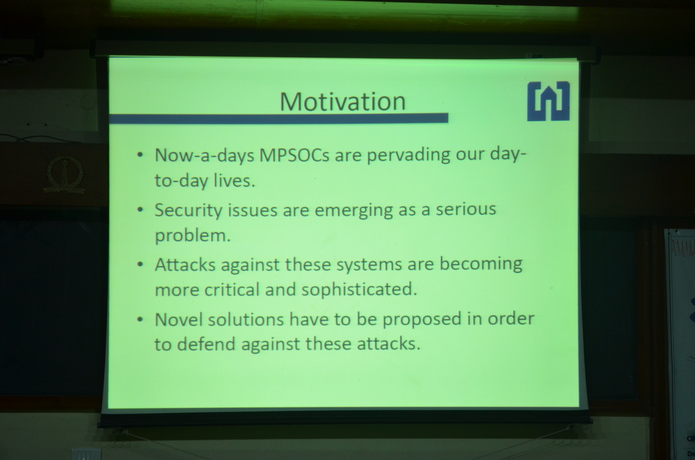 Motivation
• Now-a-days MPSOCs are pervading our day-
to-day lives.
• Security issues are emerging as a serious
problem.
• Attacks against these systems are becoming
more critical and sophisticated.
• Novel solutions have to be proposed in order
to defend against these attacks.